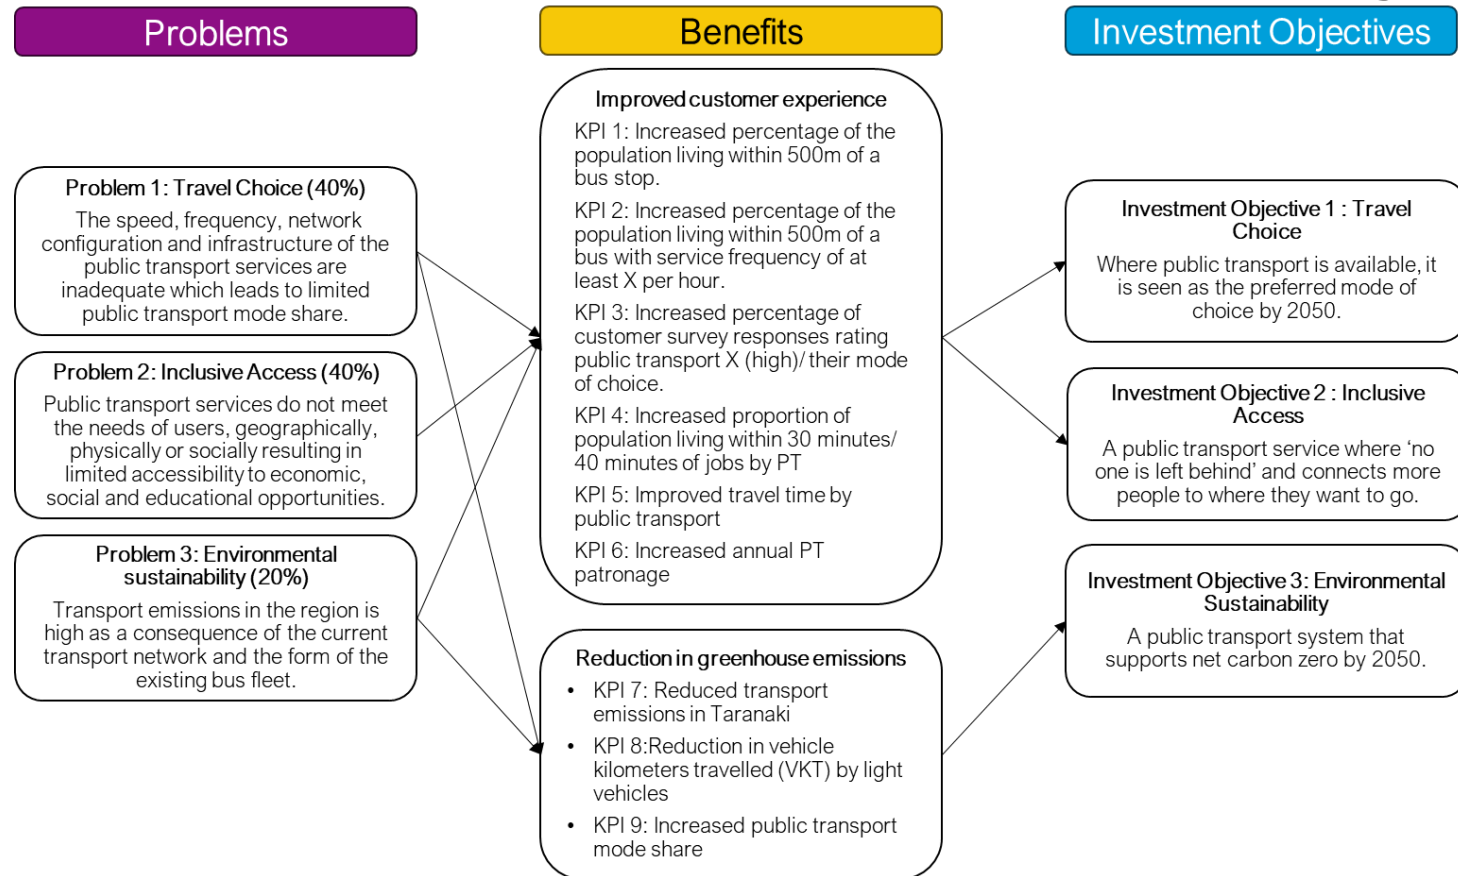 Problems
Problem 1: Travel Choice (40%)
The speed, frequency, network
configuration and infrastructure of the
public transport services are
inadequate which leads to limited
public transport mode share.
Problem 2: Inclusive Access (40%)
Public transport services do not meet
the needs of users, geographically,
physically or socially resulting in
limited accessibility to economic,
social and educational opportunities.
Problem 3: Environmental
sustainability (20%)
Transport emissions in the region is
high as a consequence of the current
transport network and the form of the
existing bus fleet.
Benefits
Improved customer experience
KPI 1: Increased percentage of the
population living within 500m of a
bus stop.
KPI 2: Increased percentage of the
population living within 500m of a
bus with service frequency of at
least X per hour.
KPI 3: Increased percentage of
customer survey responses rating
public transport X (high)/ their mode
of choice.
KPI 4: Increased proportion of
population living within 30 minutes/
40 minutes of jobs by PT
KPI 5: Improved travel time by
public transport
KPI 6: Increased annual PT
patronage
Reduction in greenhouse emissions
• KPI 7: Reduced transport
emissions in Taranaki
• KPI 8:Reduction in vehicle
kilometers travelled (VKT) by light
vehicles
• KPI 9: Increased public transport
mode share
Investment Objectives
Investment Objective 1 : Travel
Choice
Where public transport is available, it
is seen as the preferred mode of
choice by 2050.
Investment Objective 2 : Inclusive
Access
A public transport service where ‘no
one is left behind’ and connects more
people to where they want to go.
Investment Objective 3: Environmental
Sustainability
A public transport system that
supports net carbon zero by 2050.